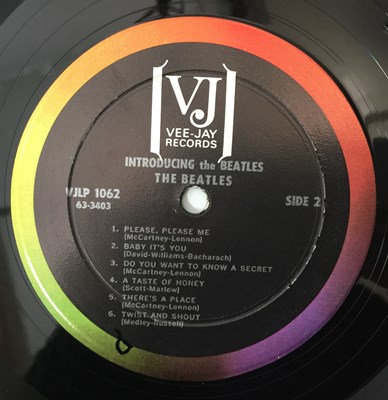 VJ
VEE-JAY
RECORDS
INTRODUCING the BEATLES
THE BEATLES
VJLP 1062
63-3403
SIDE 2
1. PLEASE, PLEASE ME
(McCartney-Lennon)
2. BABY IT'S YOU
(David-Williams-Bacharach)
3. DO YOU WANT TO KNOW A SECRET
(McCartney-Lennon)
4. A TASTE OF HONEY
(Scott-Marlow)
5. THERE'S A PLACE
(McCartney-Lennon)
6. TWIST AND SHOUT
(Medley-Russell)